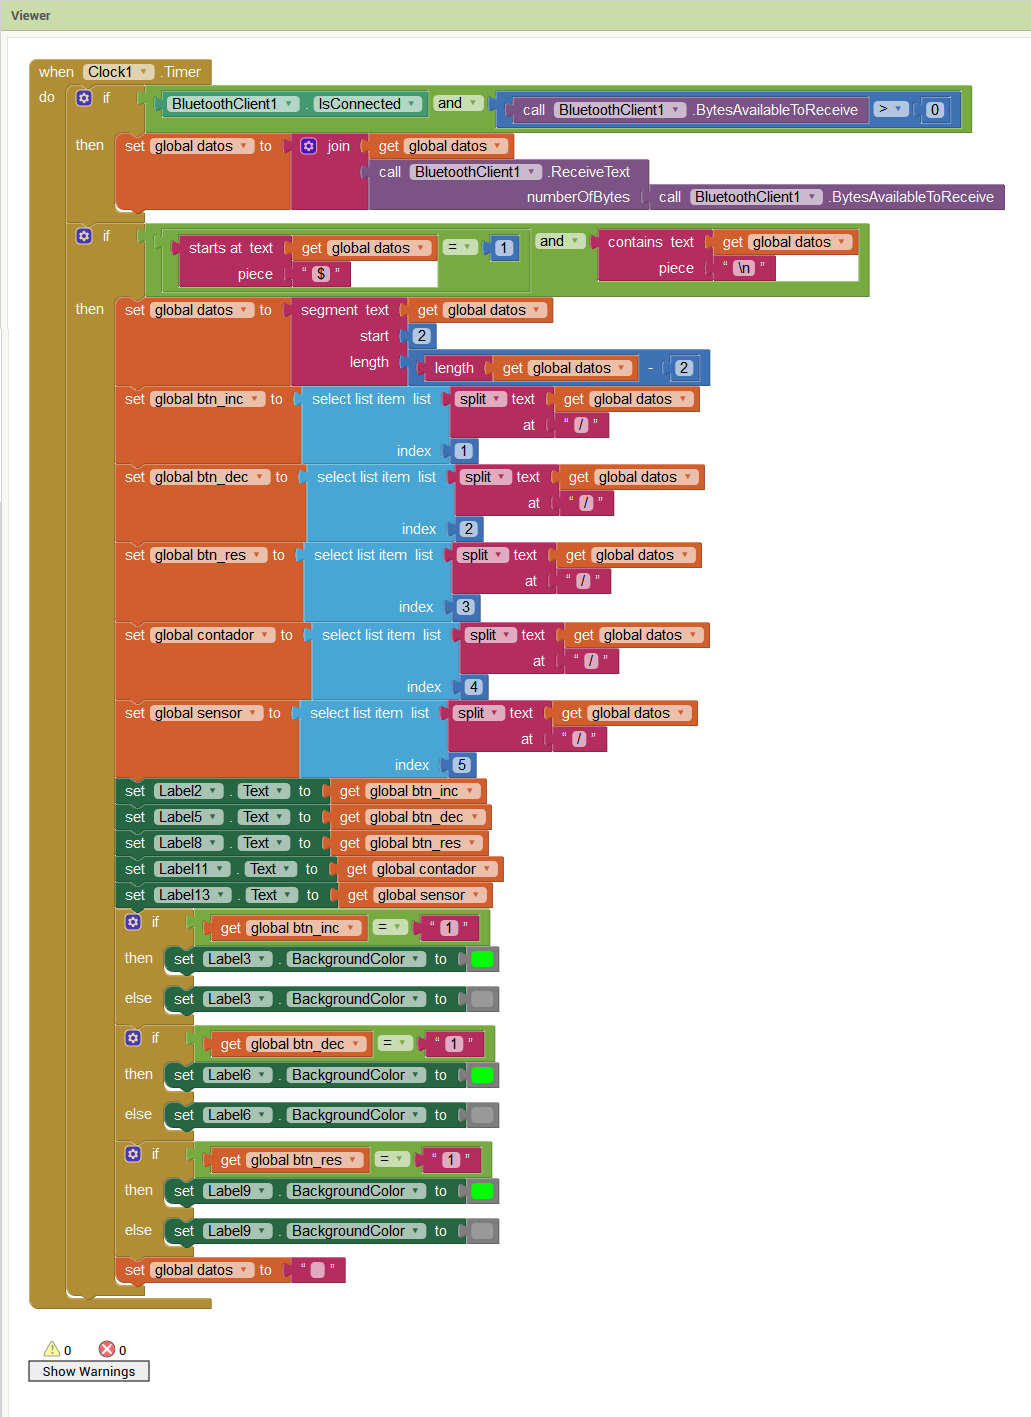 Viewer
when Clock1 .Timer
do if BluetoothClient1 . IsConnected and call BluetoothClient1 .BytesAvailableToReceive > 0
then set global datos to join get global datos
call BluetoothClient1 .ReceiveText
numberOfBytes call BluetoothClient1 .BytesAvailableToReceive
if starts at text get global datos = 1 and contains text get global datos
piece " $ " piece " \n "
then set global datos to segment text get global datos
start 2
length length get global datos - 2
set global btn_inc to select list item list split text get global datos
at " / "
index 1
set global btn_dec to select list item list split text get global datos
at " / "
index 2
set global btn_res to select list item list split text get global datos
at " / "
index 3
set global contador to select list item list split text get global datos
at " / "
index 4
set global sensor to select list item list split text get global datos
at " / "
index 5
set Label2 . Text to get global btn_inc
set Label5 . Text to get global btn_dec
set Label8 . Text to get global btn_res
set Label11 . Text to get global contador
set Label13 . Text to get global sensor
if get global btn_inc = " 1 "
then set Label3 . BackgroundColor to
else set Label3 . BackgroundColor to
if get global btn_dec = " 1 "
then set Label6 . BackgroundColor to
else set Label6 . BackgroundColor to
if get global btn_res = " 1 "
then set Label9 . BackgroundColor to
else set Label9 . BackgroundColor to
set global datos to " "
0 0
Show Warnings